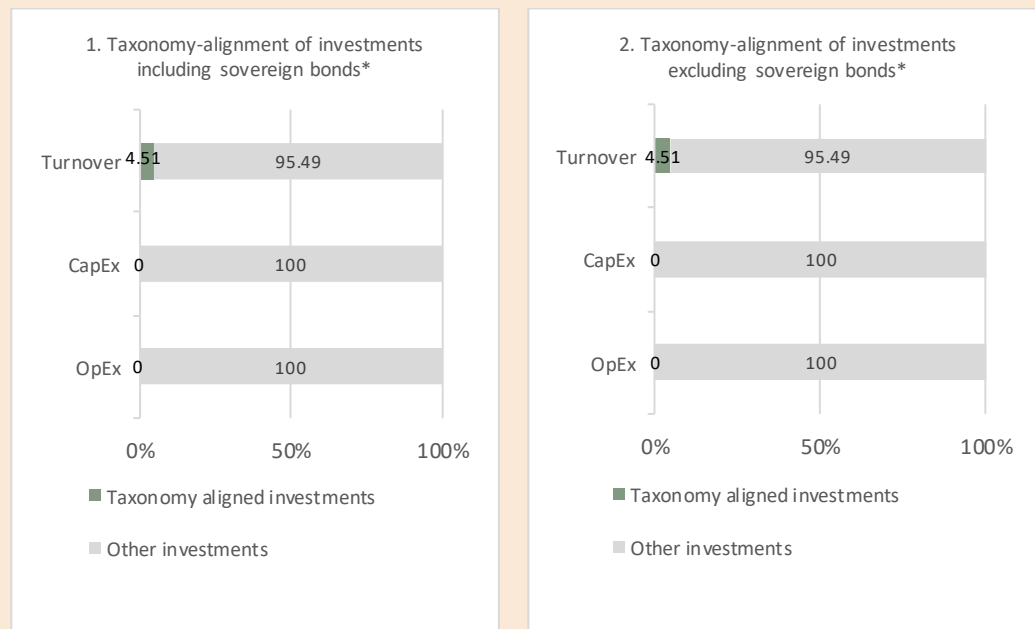 1. Taxonomy-alignment of investments
including sovereign bonds*
Turnover 4.51 95.49
CapEx 0 100
OpEx 0 100
0% 50% 100%
Taxonomy aligned investments
Other investments
2. Taxonomy-alignment of investments
excluding sovereign bonds*
Turnover 4.51 95.49
CapEx 0 100
OpEx 0 100
0% 50% 100%
Taxonomy aligned investments
Other investments